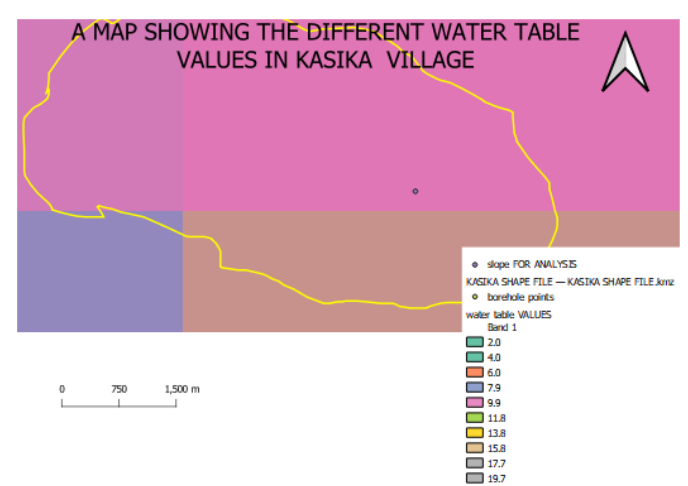 A MAP SHOWING THE DIFFERENT WATER TABLE
VALUES IN KASIKA VILLAGE
slope FOR ANALYSIS
KASIKA SHAPE FILE — KASIKA SHAPE FILE.kmz
borehole points
water table VALUES
Band 1
2.0
4.0
6.0
7.9
9.9
11.8
13.8
15.8
17.7
19.7
0 750 1,500 m